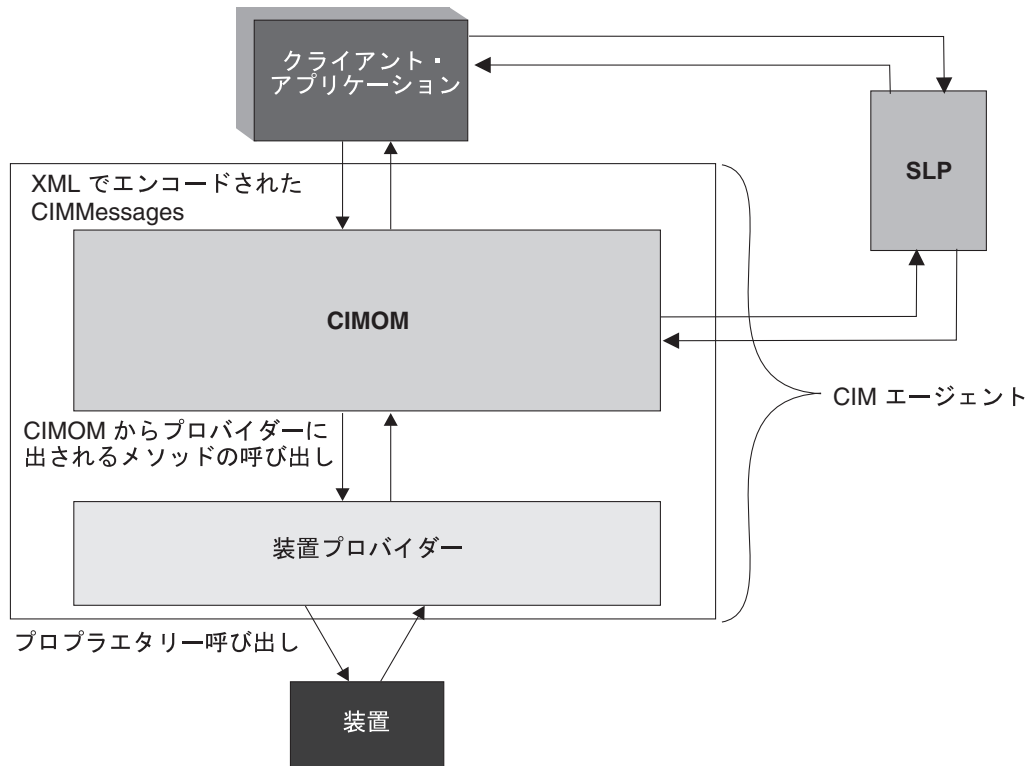 クライアント・
アプリケーション
SLP
XML でエンコードされた
CIMMessages
CIMOM
CIM エージェント
CIMOM からプロバイダーに
出されるメソッドの呼び出し
装置プロバイダー
プロプラエタリー呼び出し
装置